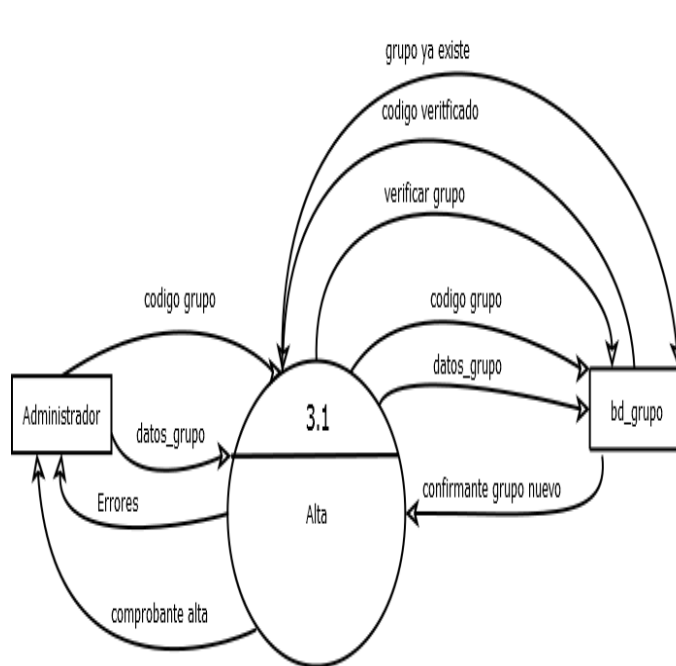 grupo ya existe
codigo veritficado
verificar grupo
codigo grupo
codigo grupo
datos_grupo
Administrador
3.1
bd_grupo
datos_grupo
confirmante grupo nuevo
Errores
Alta
comprobante alta